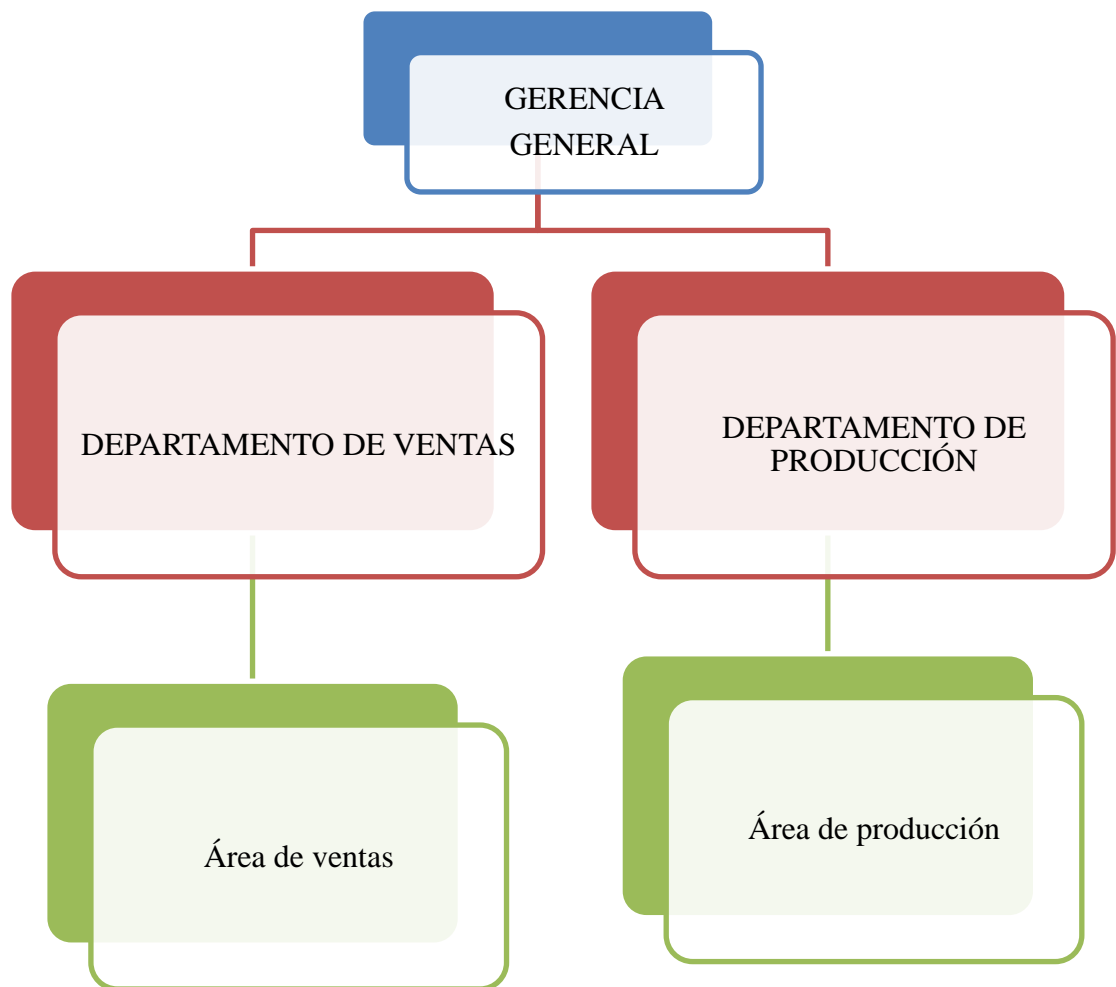 GERENCIA
GENERAL
DEPARTAMENTO DE VENTAS
DEPARTAMENTO DE
PRODUCCIÓN
Área de ventas
Área de producción